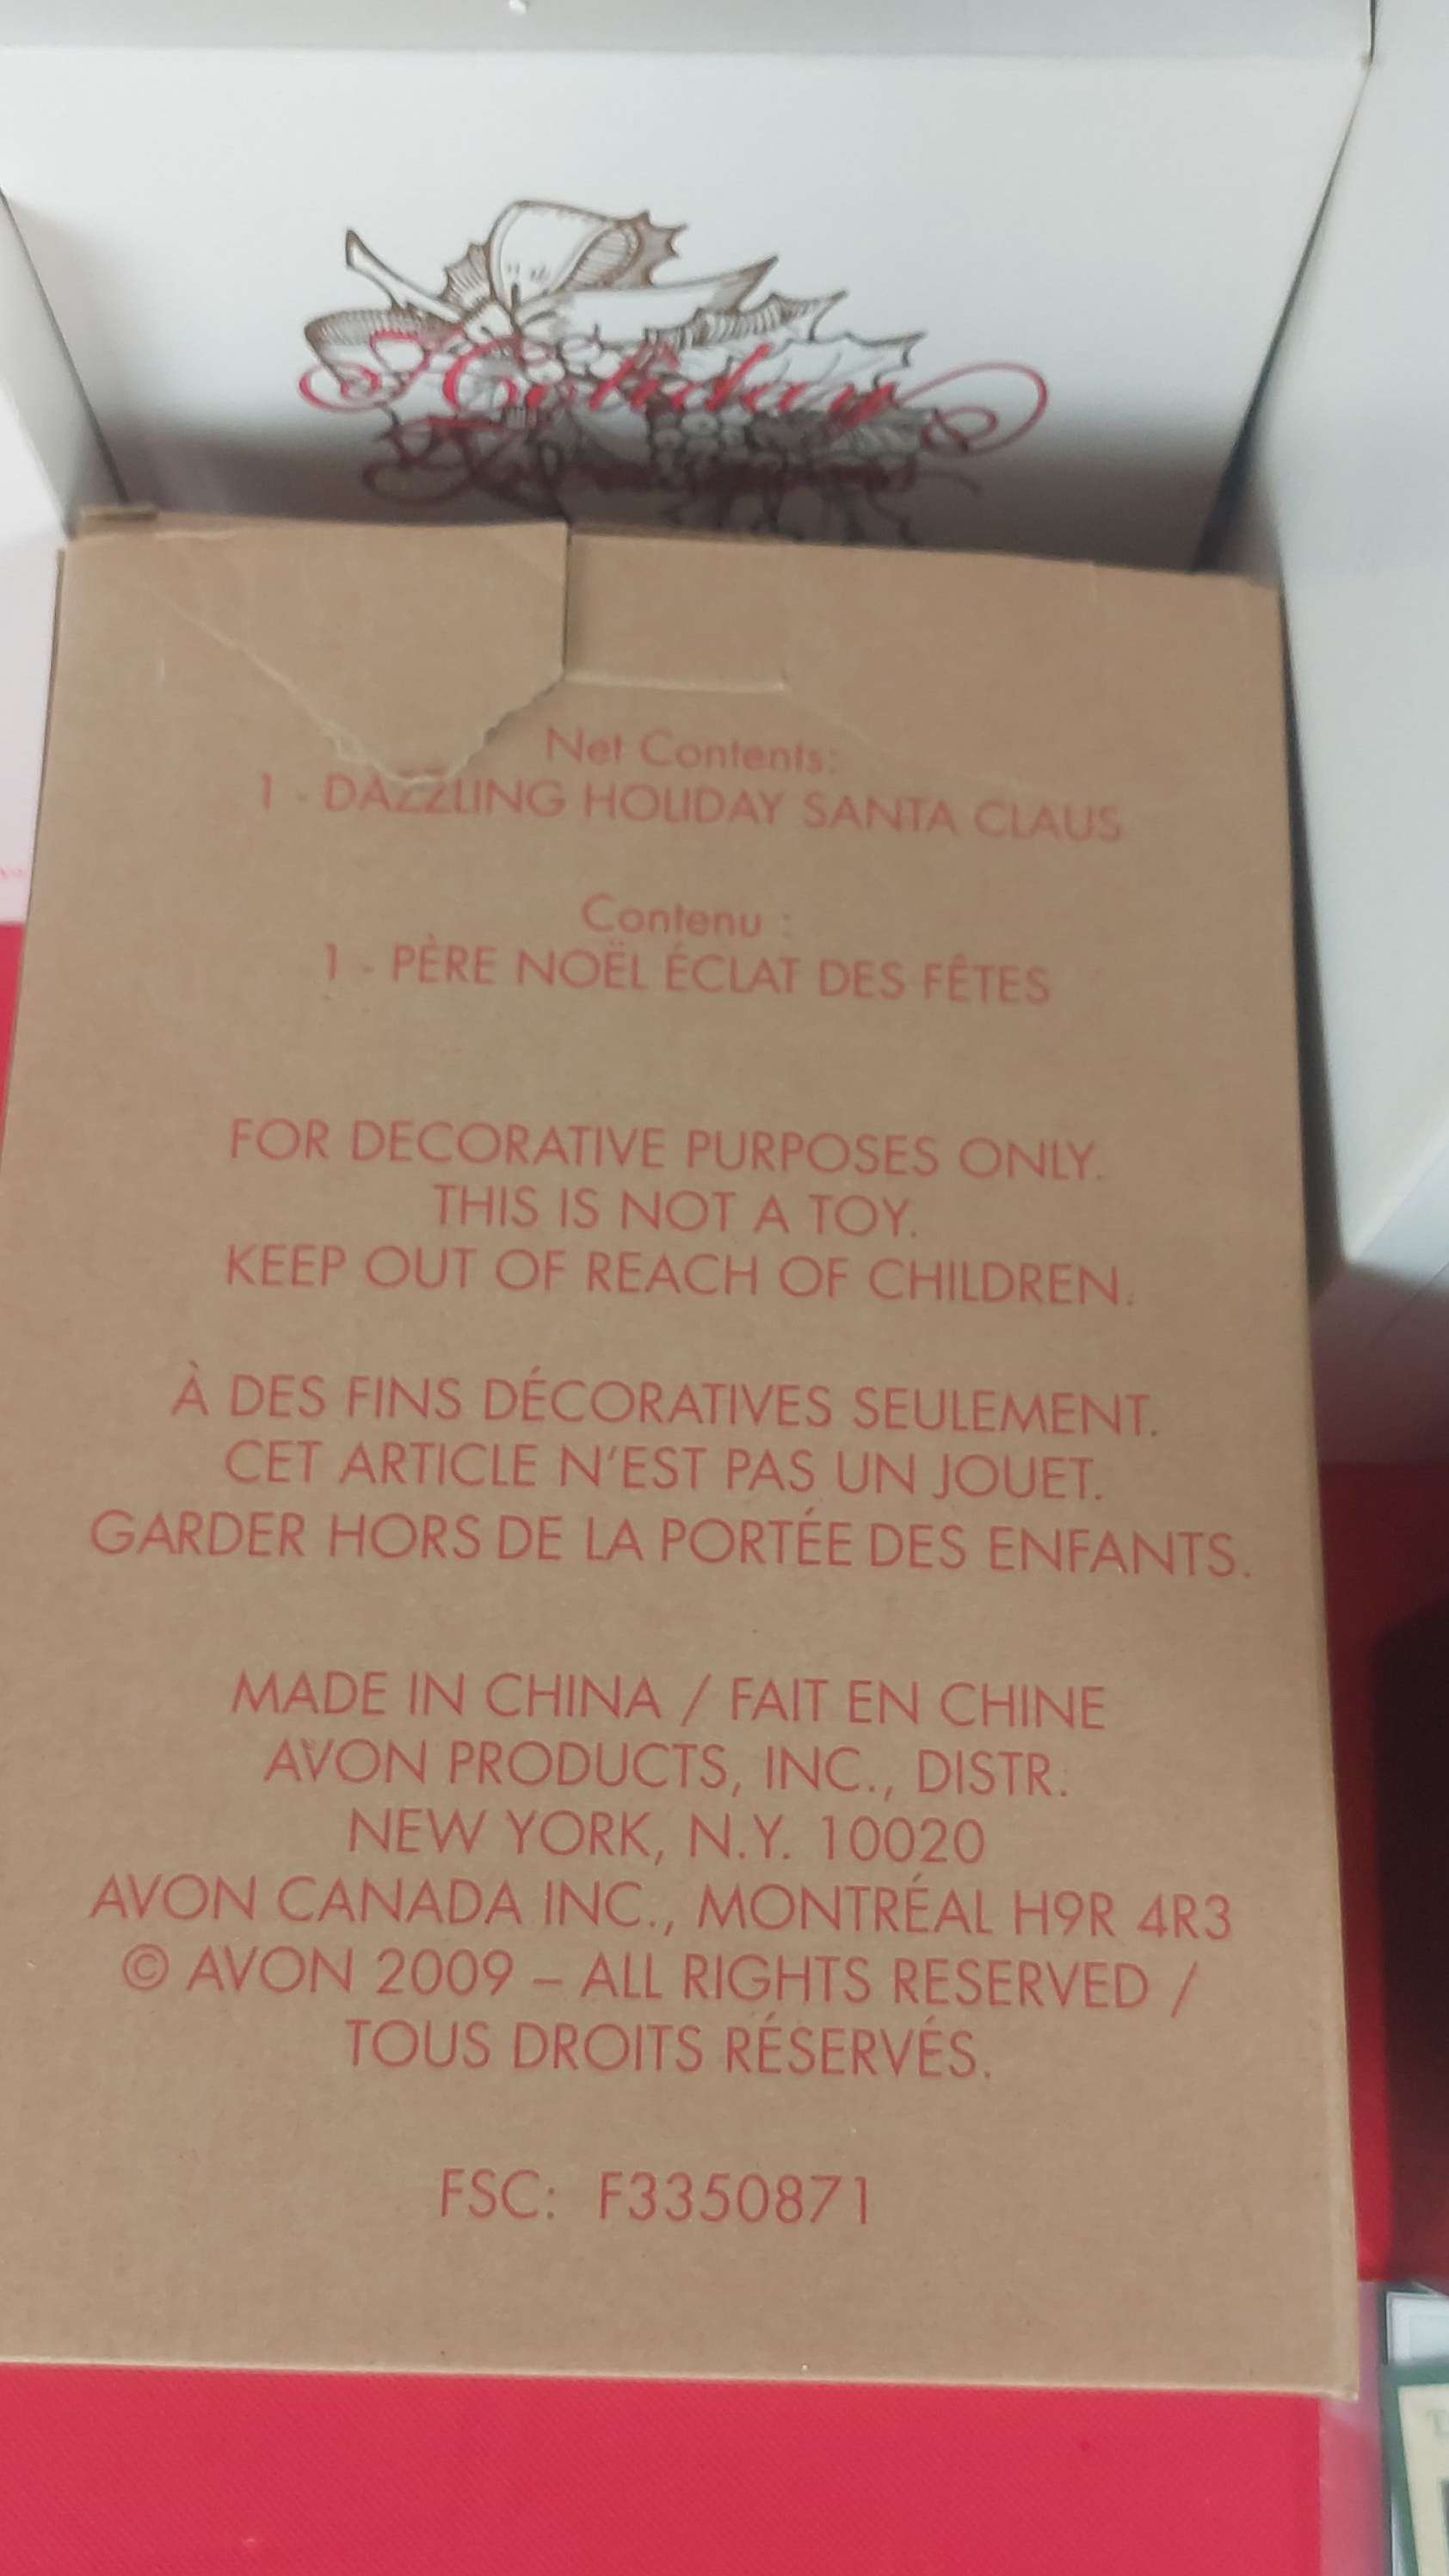 Holiday
Net Contents:
1 - DAZZLING HOLIDAY SANTA CLAUS
Contenu :
1 - PÈRE NOËL ÉCLAT DES FÊTES
FOR DECORATIVE PURPOSES ONLY.
THIS IS NOT A TOY.
KEEP OUT OF REACH OF CHILDREN.
À DES FINS DÉCORATIVES SEULEMENT.
CET ARTICLE N'EST PAS UN JOUET.
GARDER HORS DE LA PORTÉE DES ENFANTS.
MADE IN CHINA / FAIT EN CHINE
AVON PRODUCTS, INC., DISTR.
NEW YORK, N.Y. 10020
AVON CANADA INC., MONTRÉAL H9R 4R3
© AVON 2009 – ALL RIGHTS RESERVED /
TOUS DROITS RÉSERVÉS.
FSC: F3350871